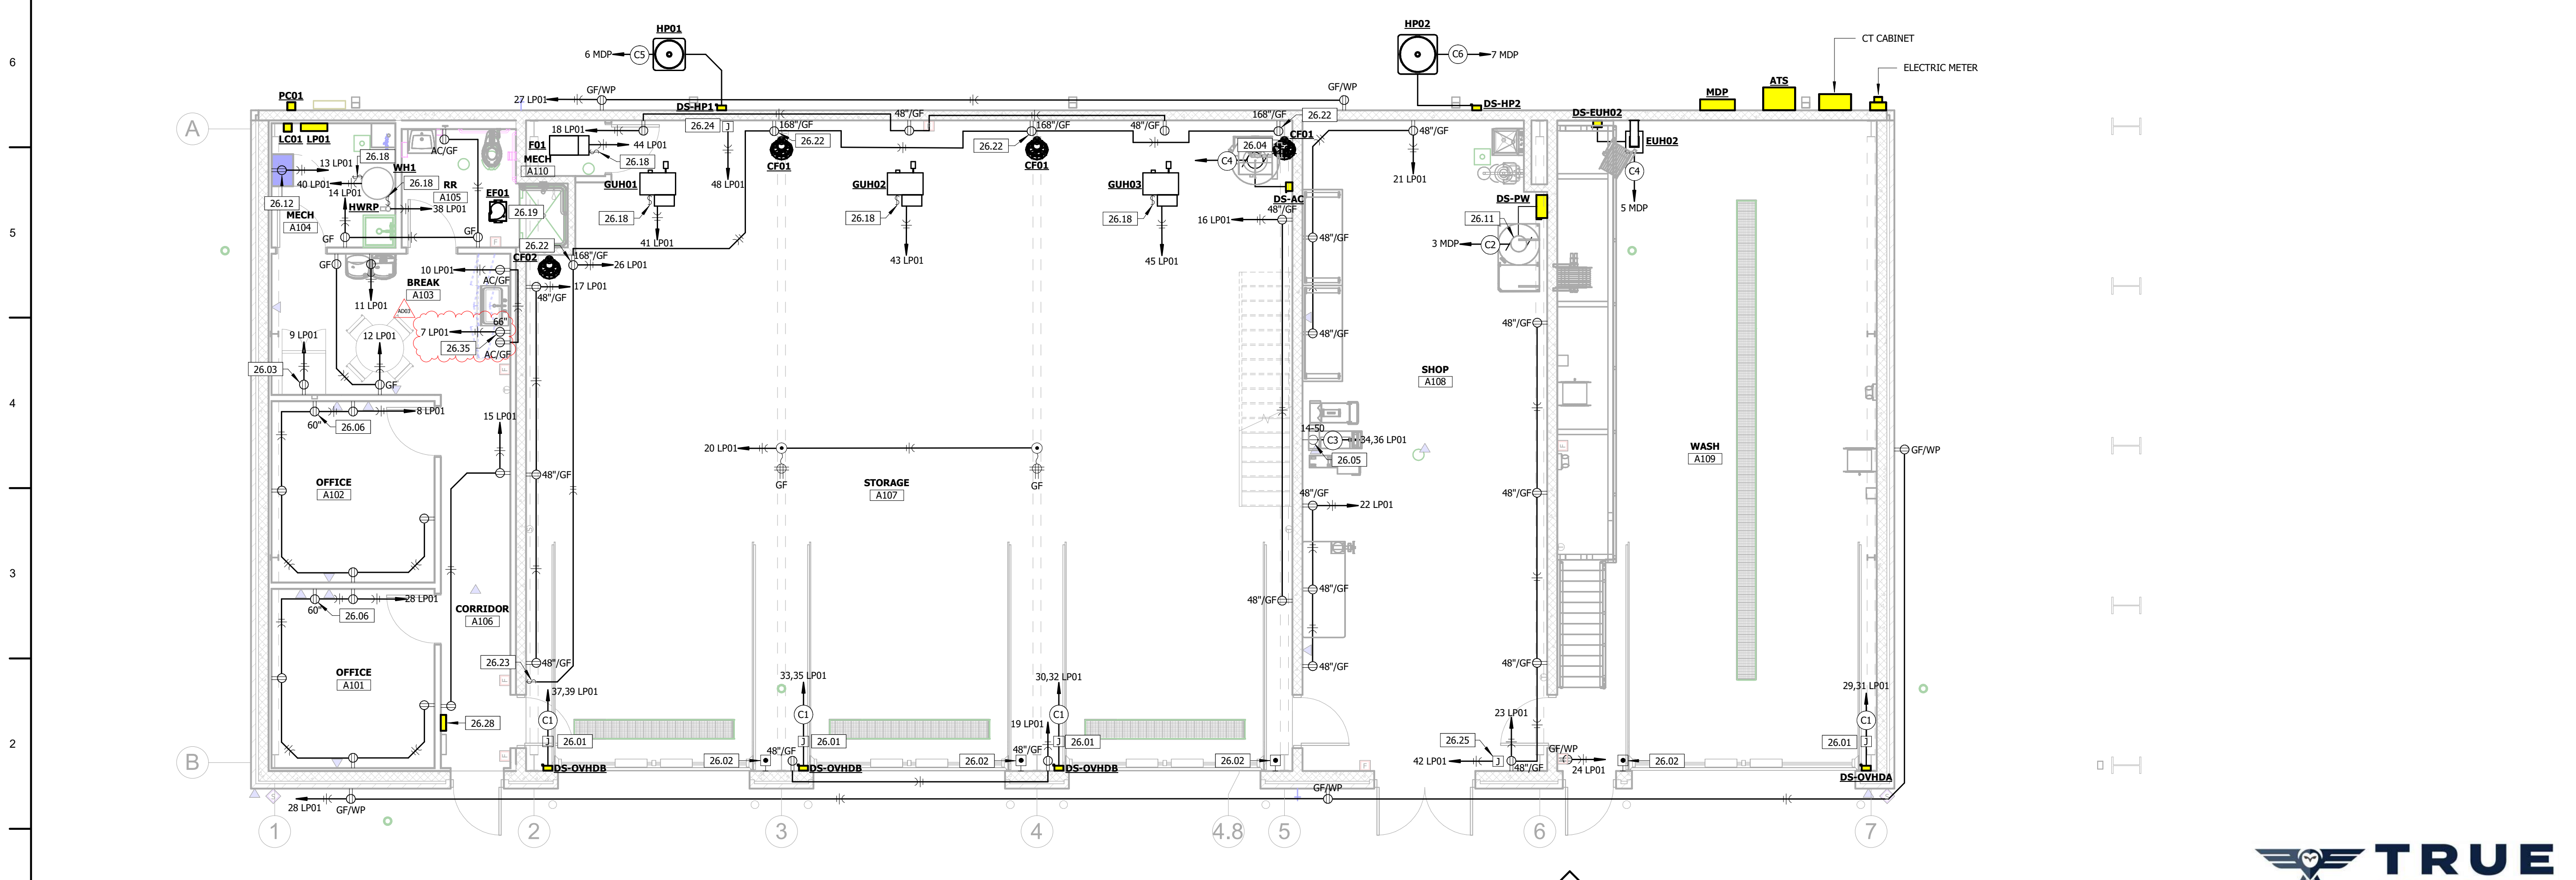 HP01
HP02
6 MDP
C5
C6
7 MDP
CT CABINET
ELECTRIC METER
6
PC01
27 LP01
GF/WP
DS-HP1
GF/WP
DS-HP2
MDP
ATS
A
LC01 LP01
18 LP01
26.24
J
168"/GF
48"/GF
168"/GF
48"/GF
168"/GF
26.22
48"/GF
DS-EUH02
EUH02
AC/GF
F01
44 LP01
26.22
CF01
26.22
CF01
26.04
CF01
MECH
A110
26.18
13 LP01
26.18
WH1
40 LP01
14 LP01
26.18
RR
A105
48 LP01
C4
21 LP01
C4
5 MDP
GUH01
GUH02
GUH03
26.12
HWRP
38 LP01
EF01
26.19
26.18
26.18
26.18
DS-AC
48"/GF
16 LP01
26.11
DS-PW
MECH
A104
GF
GF
F
5
26.22
41 LP01
43 LP01
45 LP01
48"/GF
3 MDP
C2
GF
10 LP01
AC/GF
CF02
168"/GF
26 LP01
BREAK
A103
17 LP01
48"/GF
11 LP01
AD03
66"
7 LP01
26.35
AC/GF
9 LP01
12 LP01
48"/GF
48"/GF
26.03
GF
F
SHOP
A108
4
8 LP01
60"
26.06
15 LP01
14-50
C3
34,36 LP01
26.05
F
WASH
A109
GF/WP
20 LP01
GF
GF
48"/GF
OFFICE
A102
STORAGE
A107
48"/GF
22 LP01
48"/GF
3
28 LP01
60"
26.06
CORRIDOR
A106
48"/GF
48"/GF
26.23
48"/GF
48"/GF
48"/GF
OFFICE
A101
F
37,39 LP01
33,35 LP01
30,32 LP01
29,31 LP01
26.28
C1
C1
19 LP01
C1
23 LP01
C1
2
J
26.01
J
26.01
J
26.01
26.25
J
26.01
B
F
26.02
48"/GF
26.02
48"/GF
26.02
42 LP01
J
48"/GF
GF/WP
24 LP01
26.02
F
DS-OVHDB
DS-OVHDB
DS-OVHDB
DS-OVHDA
28 LP01
GF/WP
GF/WP
1
2
3
4
4.8
5
6
7
TRUE